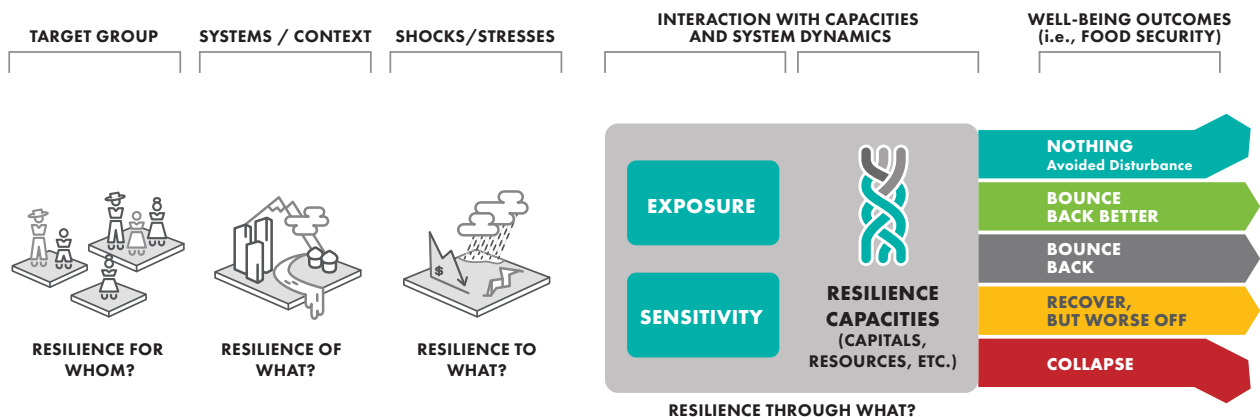 TARGET GROUP
SYSTEMS / CONTEXT
SHOCKS/STRESSES
INTERACTION WITH CAPACITIES
AND SYSTEM DYNAMICS
WELL-BEING OUTCOMES
(i.e., FOOD SECURITY)
$
RESILIENCE FOR
WHOM?
RESILIENCE OF
WHAT?
RESILIENCE TO
WHAT?
EXPOSURE
SENSITIVITY
RESILIENCE
CAPACITIES
(CAPITALS,
RESOURCES, ETC.)
RESILIENCE THROUGH WHAT?
NOTHING
Avoided Disturbance
BOUNCE
BACK BETTER
BOUNCE
BACK
RECOVER,
BUT WORSE OFF
COLLAPSE